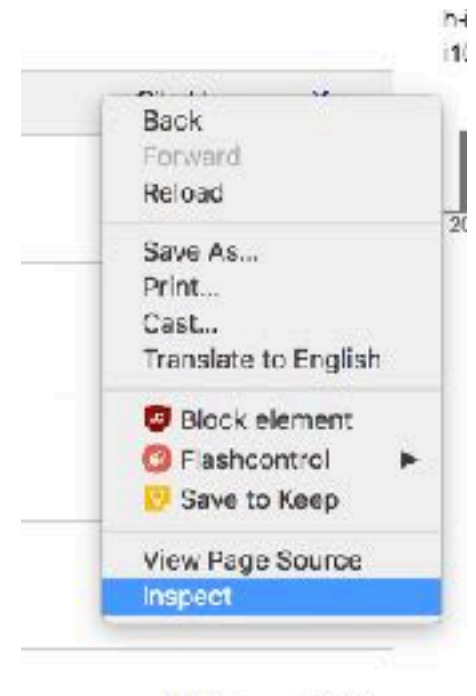 Back
Forward
Reload
Save As...
Print...
Cast...
Translate to English
Block element
Flashcontrol
Save to Keep
View Page Source
Inspect
20